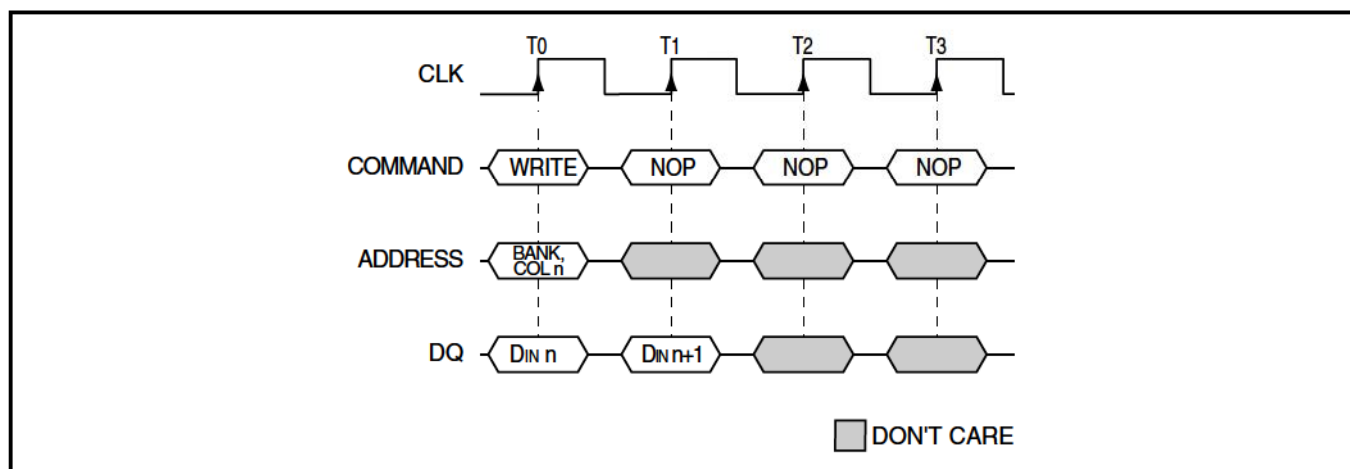 T0 T1 T2 T3
CLK
COMMAND WRITE NOP NOP NOP
ADDRESS BANK,
COL n
DQ DIN n DIN n+1
DON'T CARE